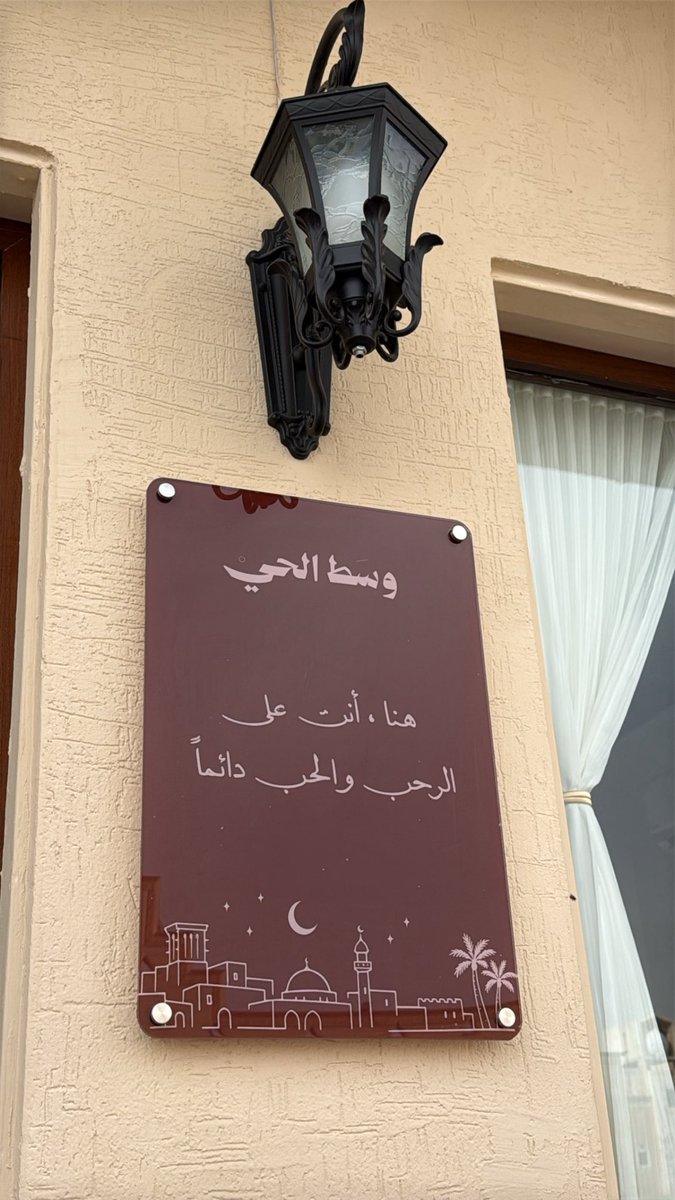 وسط الحي
هنا، أنت على
الرحب والحب دائماً